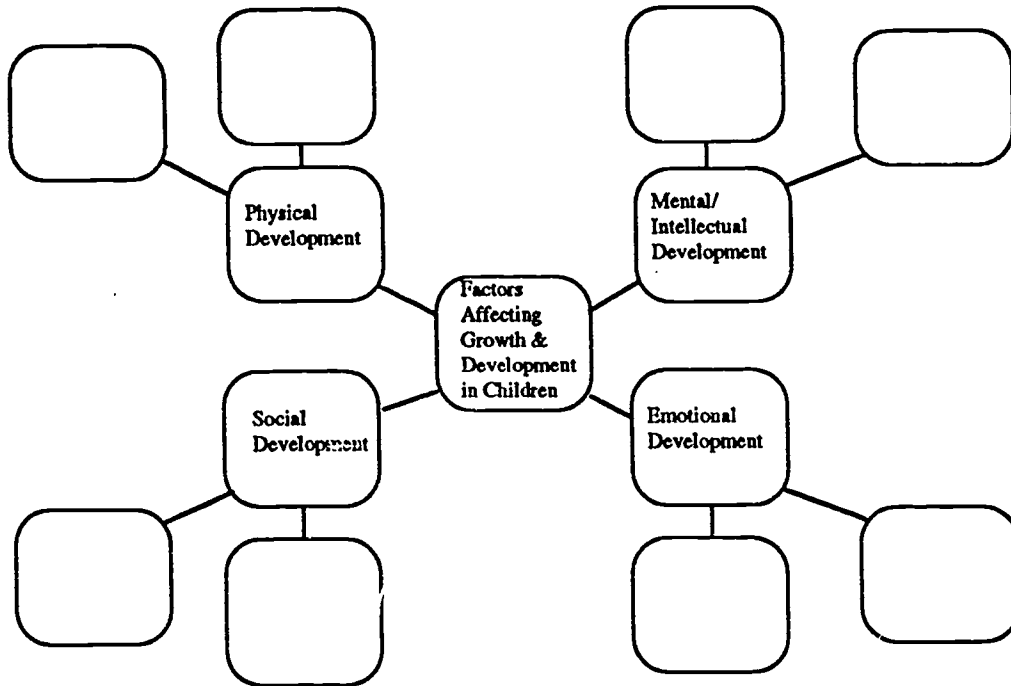 Physical
Development
Mental/
Intellectual
Development
Factors
Affecting
Growth &
Development
in Children
Social
Development
Emotional
Development